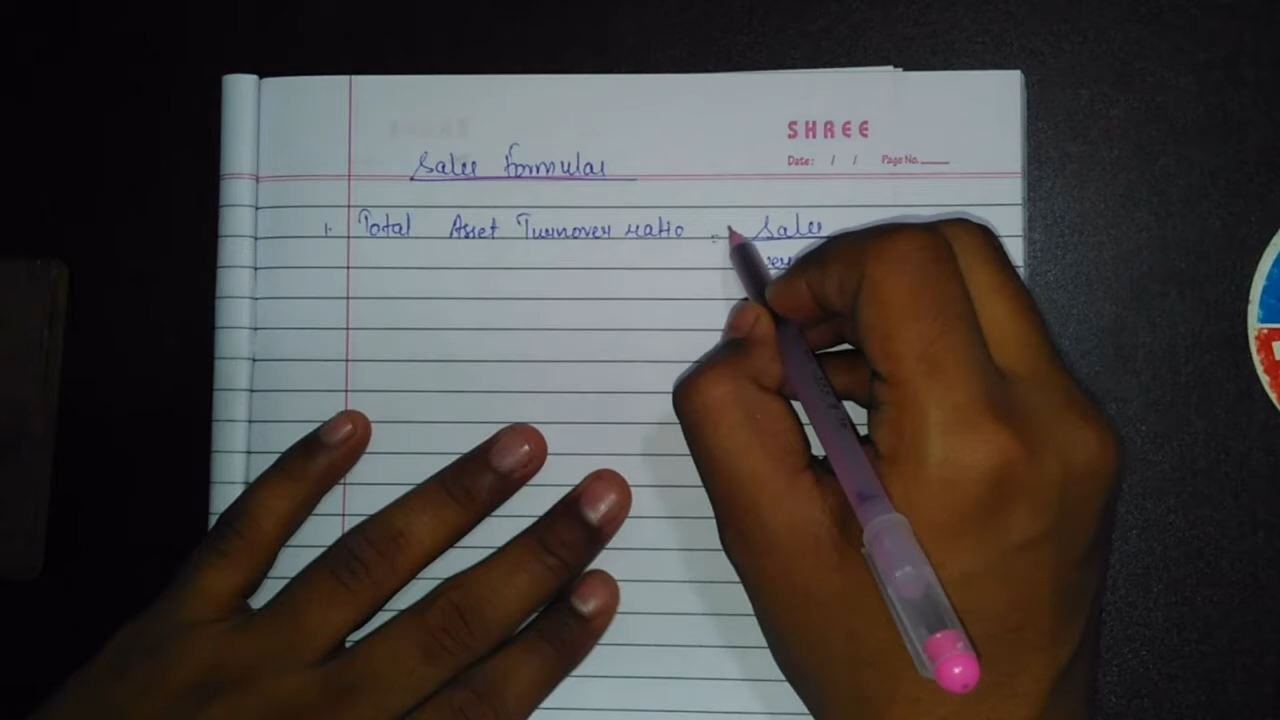 SHREE
Date: / / Page No.
Sales Formulas
1. Total Asset Turnover ratio = Sales